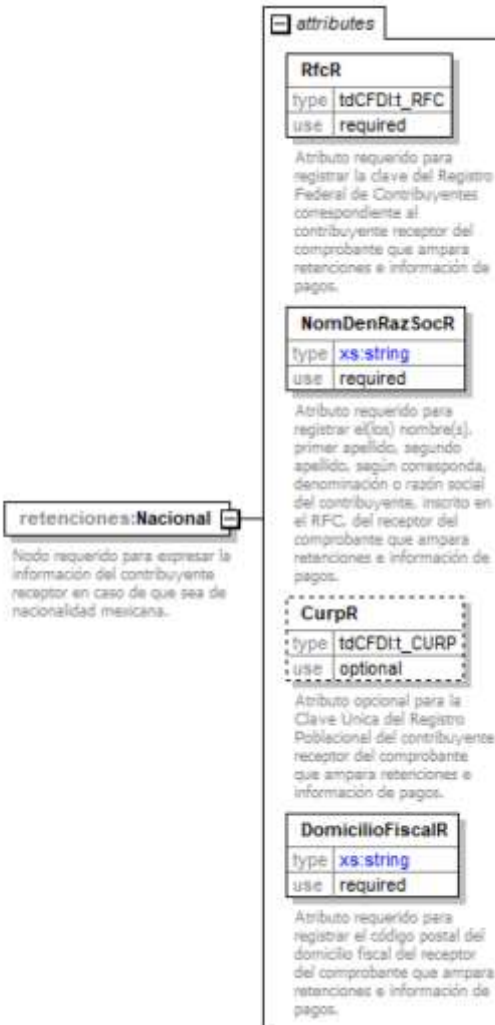 attributes
RfcR
type tdCFDI:t_RFC
use required
Atributo requerido para
registrar la clave del Registro
Federal de Contribuyentes
correspondiente al
contribuyente receptor del
comprobante que ampara
retenciones e información de
pagos.
NomDenRazSocR
type xs:string
use required
Atributo requerido para
registrar el(los) nombre(s),
primer apellido, segundo
apellido, según corresponda,
denominación o razón social
del contribuyente, inscrito en
el RFC, del receptor del
comprobante que ampara
retenciones e información de
pagos.
retenciones:Nacional
Nodo requerido para expresar la
información del contribuyente
receptor en caso de que sea de
nacionalidad mexicana.
CurpR
type tdCFDI:t_CURP
use optional
Atributo opcional para la
Clave Única del Registro
Poblacional del contribuyente
receptor del comprobante
que ampara retenciones e
información de pagos.
DomicilioFiscalR
type xs:string
use required
Atributo requerido para
registrar el código postal del
domicilio fiscal del receptor
del comprobante que ampara
retenciones e información de
pagos.